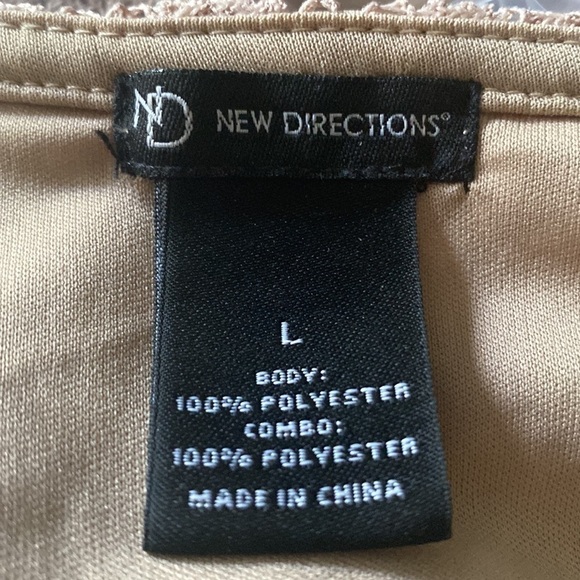 ND NEW DIRECTIONS®
L
BODY:
100% POLYESTER
COMBO:
100% POLYESTER
MADE IN CHINA